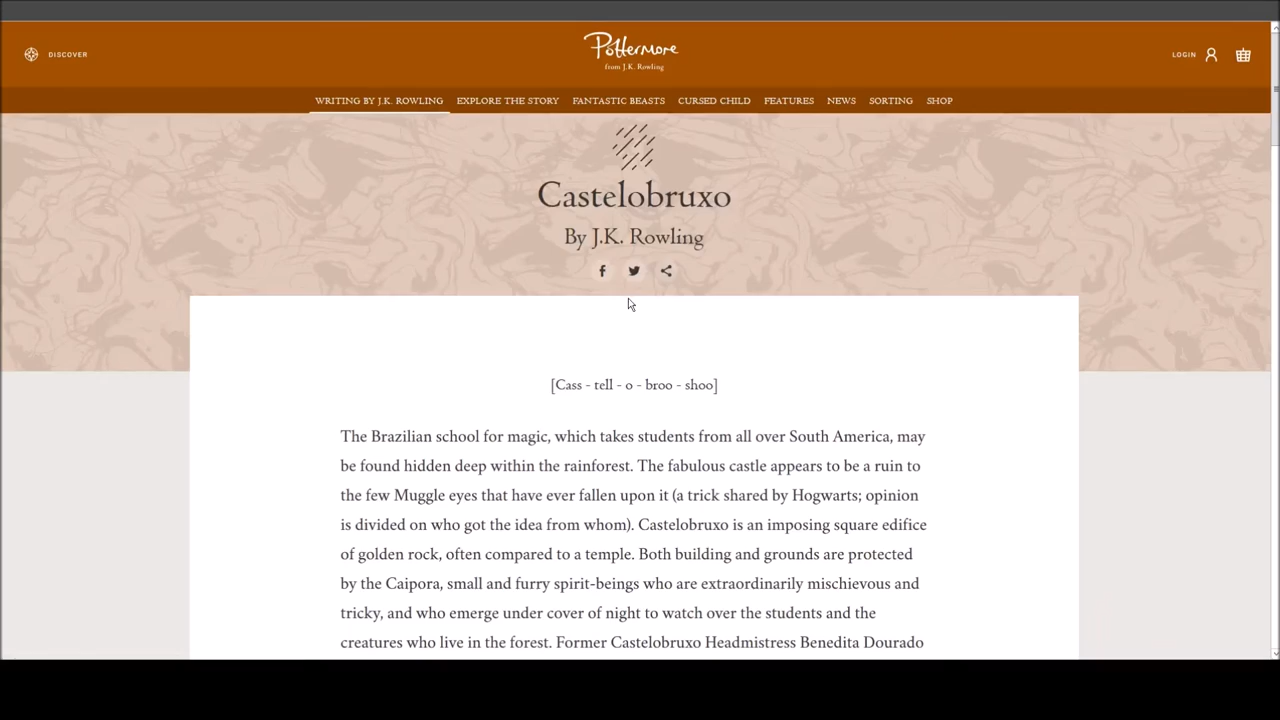 DISCOVER
Pottermore
from J.K. Rowling
LOGIN
WRITING BY J.K. ROWLING EXPLORE THE STORY FANTASTIC BEASTS CURSED CHILD FEATURES NEWS SORTING SHOP
Castelobruxo
By J.K. Rowling
[Cass - tell - o - broo - shoo]
The Brazilian school for magic, which takes students from all over South America, may
be found hidden deep within the rainforest. The fabulous castle appears to be a ruin to
the few Muggle eyes that have ever fallen upon it (a trick shared by Hogwarts; opinion
is divided on who got the idea from whom). Castelobruxo is an imposing square edifice
of golden rock, often compared to a temple. Both building and grounds are protected
by the Caipora, small and furry spirit-beings who are extraordinarily mischievous and
tricky, and who emerge under cover of night to watch over the students and the
creatures who live in the forest. Former Castelobruxo Headmistress Benedita Dourado